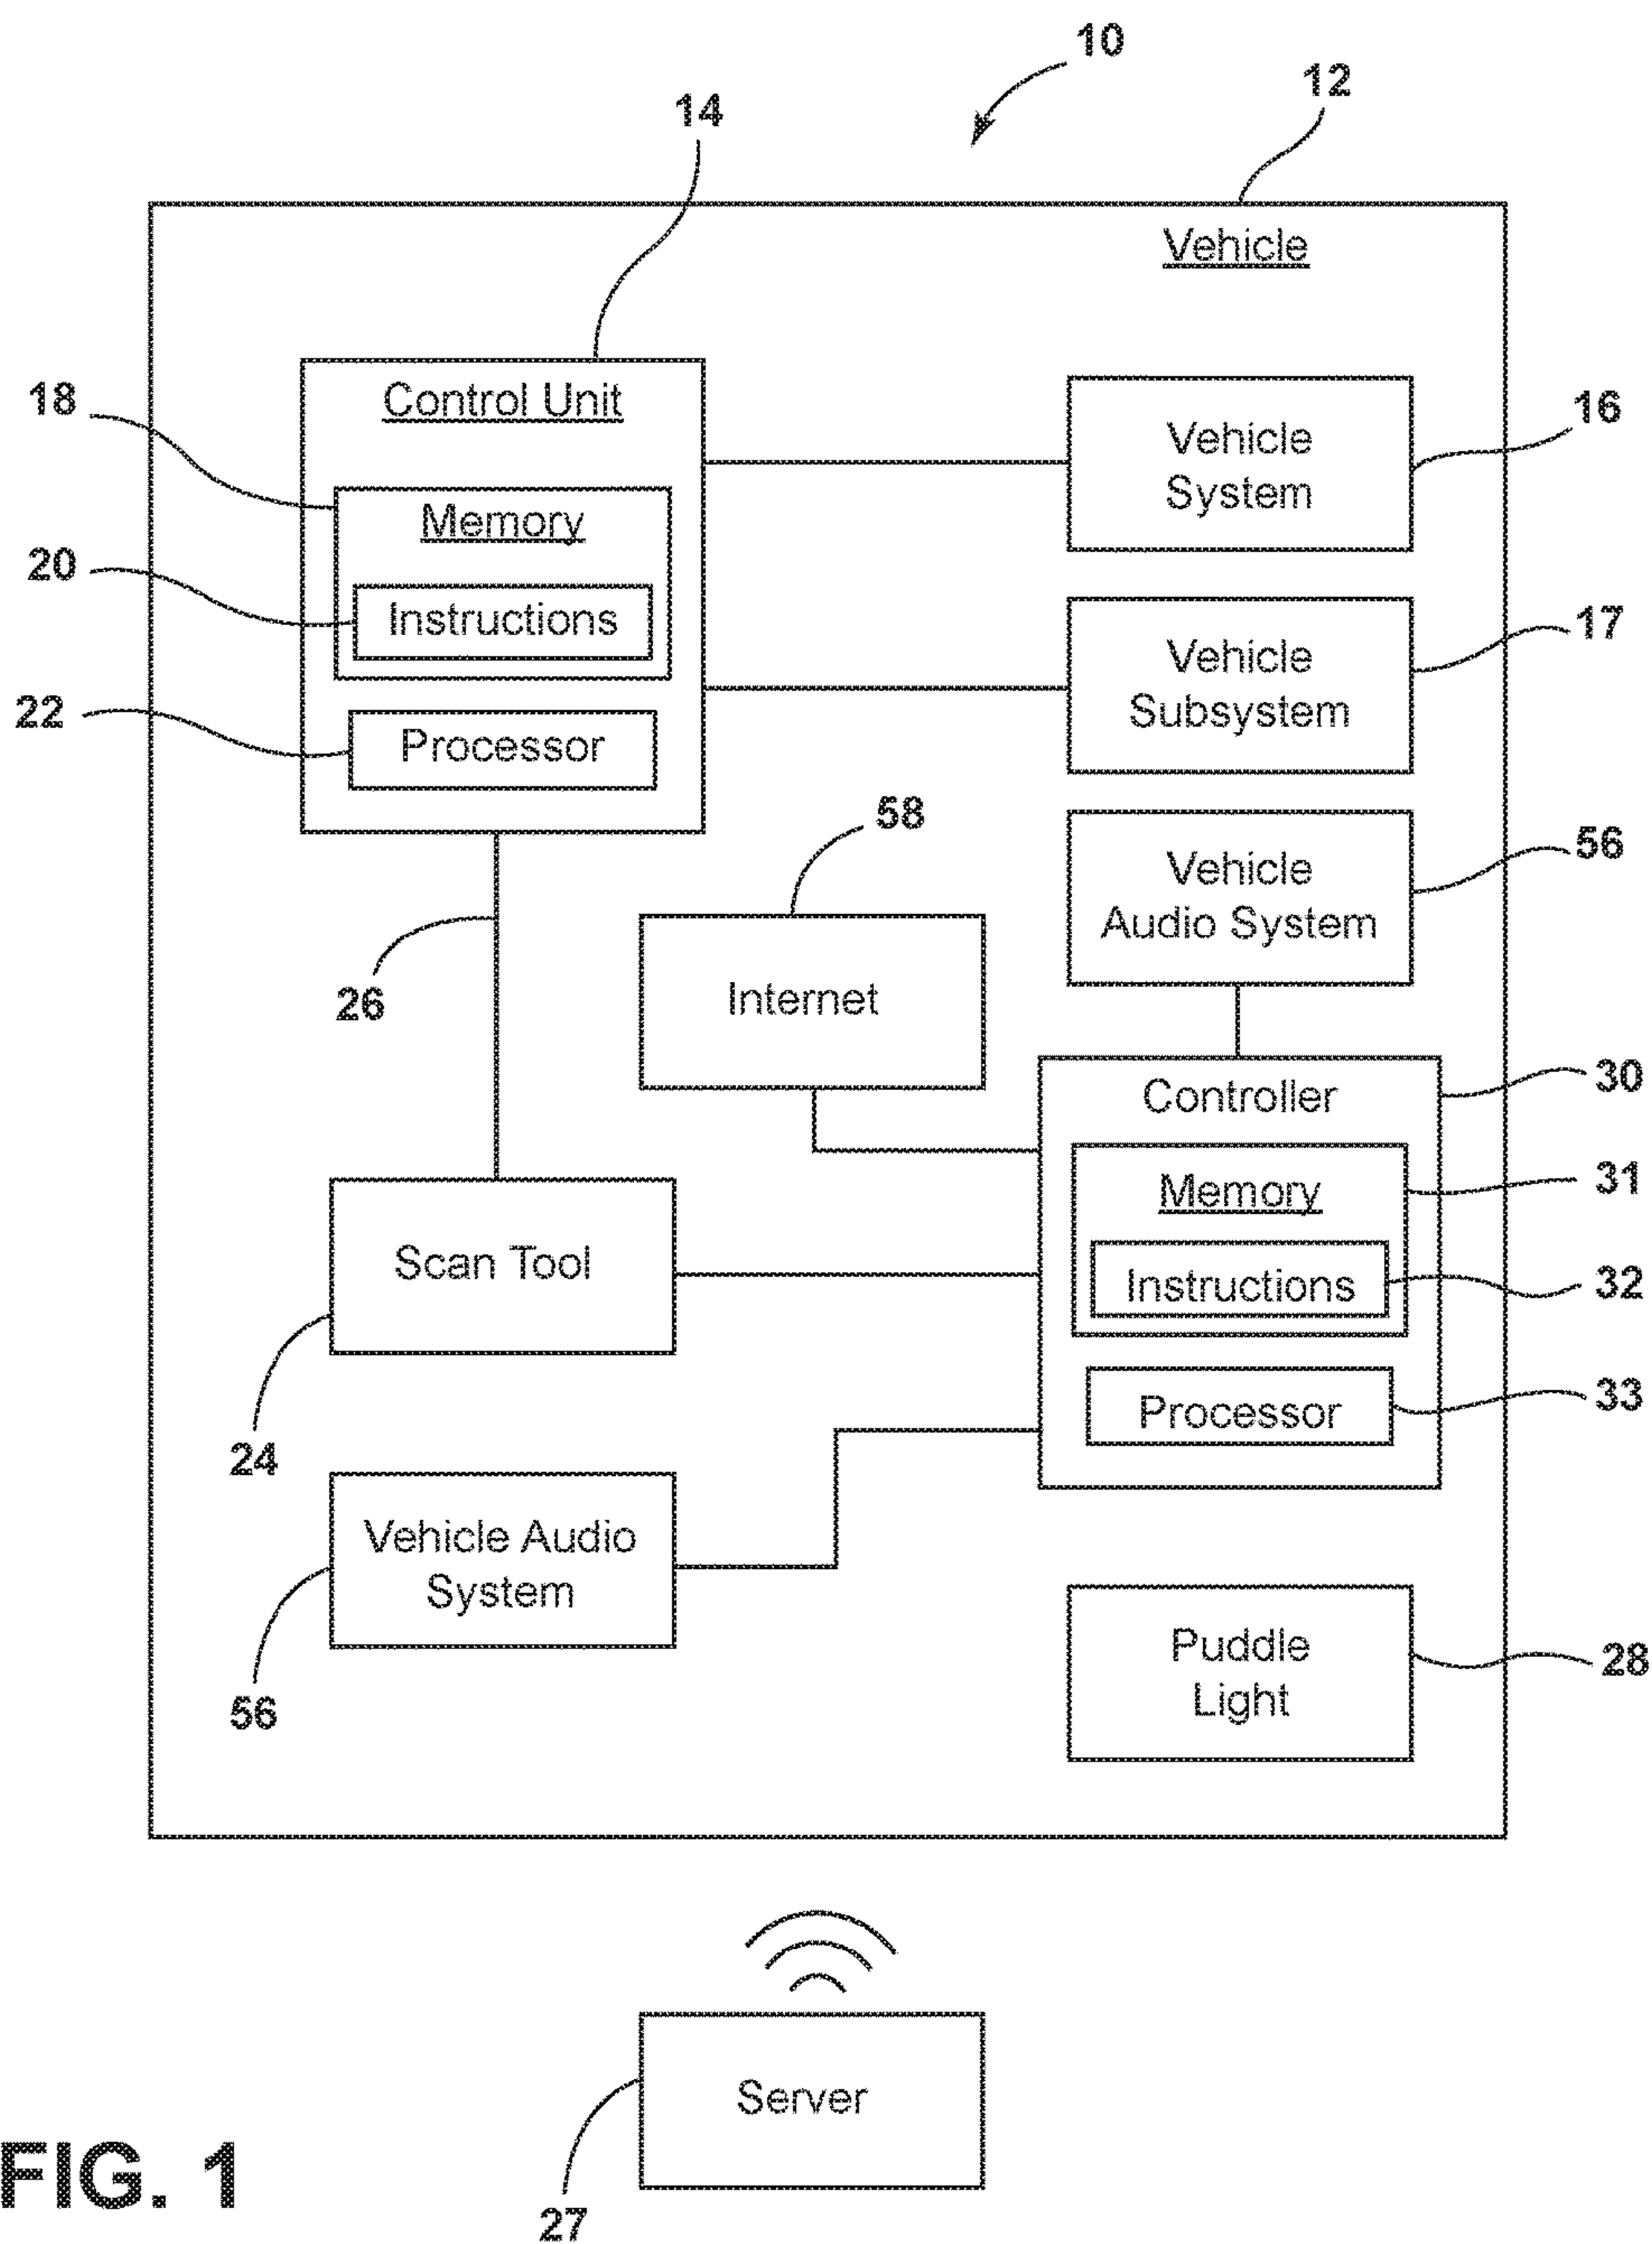 10
12
14
Vehicle
Control Unit
18
Vehicle
System
16
Memory
20
Instructions
17
Vehicle
Subsystem
22
Processor
58
56
Vehicle
Audio System
26
Internet
30
Controller
31
Memory
Scan Tool
32
Instructions
33
Processor
24
Vehicle Audio
System
Puddle
Light
28
56
Server
FIG. 1
27